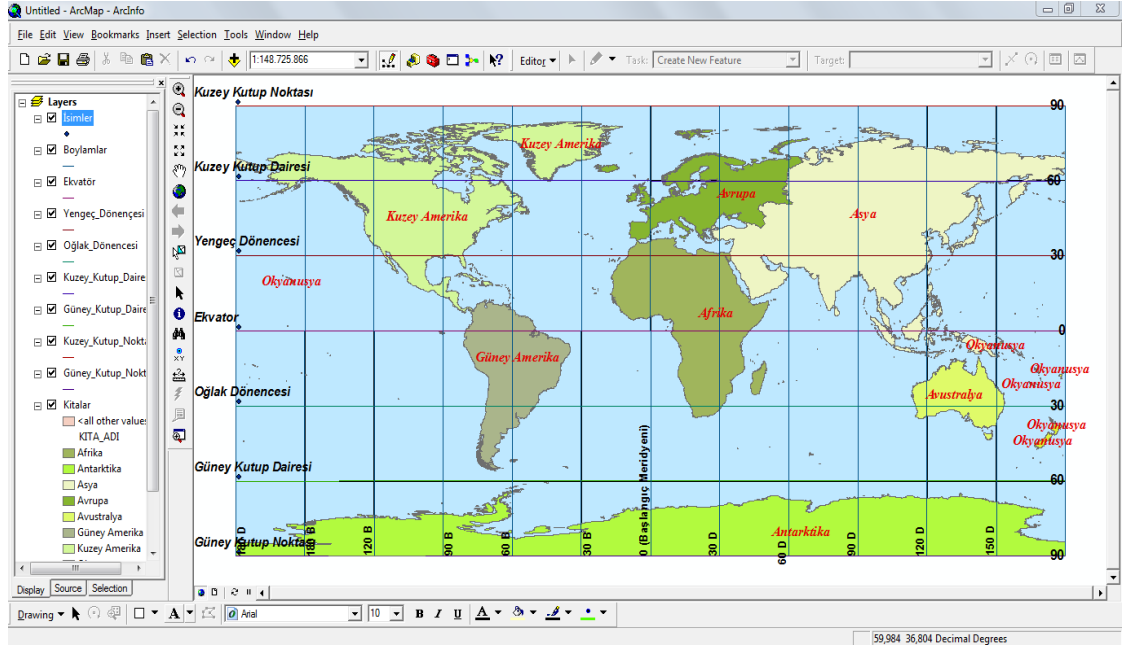 Untitled - ArcMap - ArcInfo
File Edit View Bookmarks Insert Selection Tools Window Help
1:148.725.866 Editor Task: Create New Feature Target:
Layers
İsimler
Boylamlar
Ekvatör
Yengeç_Dönençesi
Oğlak_Dönencesi
Kuzey_Kutup_Daire
Güney_Kutup_Daire
Kuzey_Kutup_Nokt
Güney_Kutup_Nokt
Kitalar
<all other value
KITA_ADI
Afrika
Antarktika
Asya
Avrupa
Avustralya
Güney Amerika
Kuzey Amerika
Display Source Selection
Kuzey Kutup Noktası 90
Kuzey Amerika
Kuzey Kutup Dairesi 60
Avrupa
Kuzey Amerika Asya
Yengeç Dönencesi 30
Okyanusya
Ekvator Afrika 0
Okyanusya
Güney Amerika
Okyanusya
Okyanusya
Oğlak Dönencesi Avustralya 30
Okyanusya
Okyanusya
Güney Kutup Dairesi 60
Antarktika
Güney Kutup Noktası 90
180 D
180 B
120 B
90 B
60 B
30 B
0 (Başlangıç Meridyeni)
30 D
60 D
90 D
120 D
150 D
Drawing A Arial 10 B I U A
59,984 36,804 Decimal Degrees